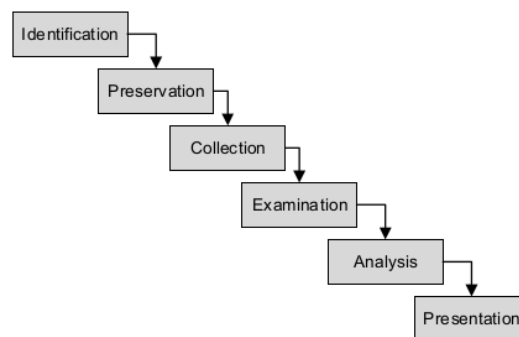 Identification
Preservation
Collection
Examination
Analysis
Presentation